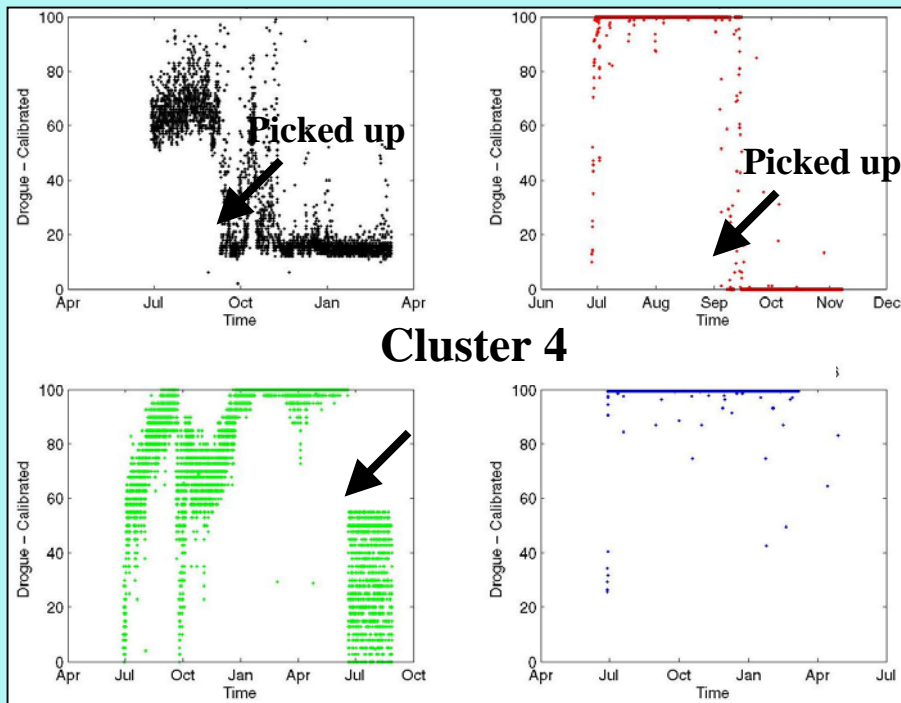 100
80
60
40
20
0
Drogue - Calibrated
Apr Jul Oct Jan Apr
Time
Picked up
100
80
60
40
20
0
Drogue - Calibrated
Jun Jul Aug Sep Oct Nov Dec
Time
Picked up
Cluster 4
100
80
60
40
20
0
Drogue - Calibrated
Apr Jul Oct Jan Apr Jul Oct
Time
100
80
60
40
20
0
Drogue - Calibrated
Apr Jul Oct Jan Apr Jul
Time